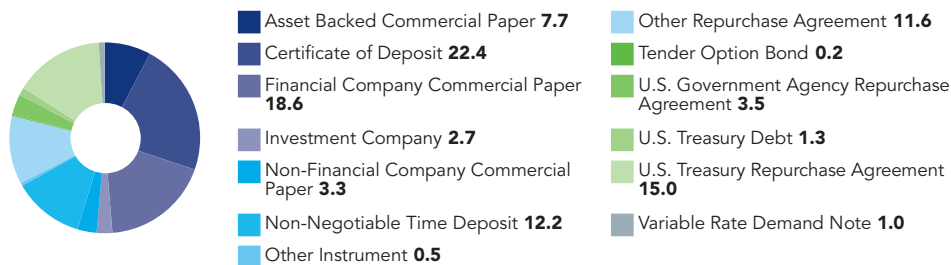 Asset Backed Commercial Paper 7.7
Certificate of Deposit 22.4
Financial Company Commercial Paper
18.6
Investment Company 2.7
Non-Financial Company Commercial
Paper 3.3
Non-Negotiable Time Deposit 12.2
Other Instrument 0.5
Other Repurchase Agreement 11.6
Tender Option Bond 0.2
U.S. Government Agency Repurchase
Agreement 3.5
U.S. Treasury Debt 1.3
U.S. Treasury Repurchase Agreement
15.0
Variable Rate Demand Note 1.0